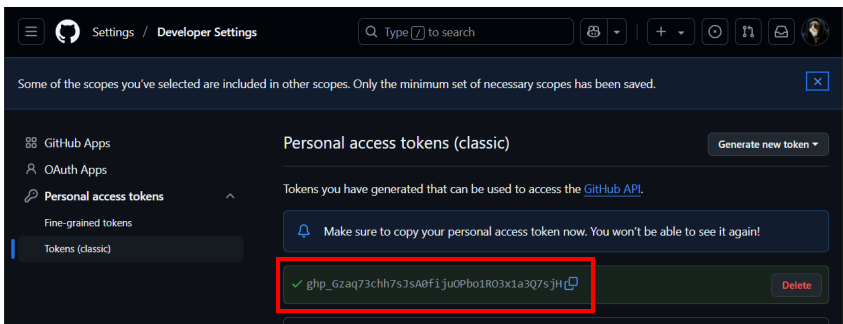 Settings / Developer Settings
Type / to search
Some of the scopes you've selected are included in other scopes. Only the minimum set of necessary scopes has been saved.
GitHub Apps
OAuth Apps
Personal access tokens
Fine-grained tokens
Tokens (classic)
Personal access tokens (classic)
Generate new token
Tokens you have generated that can be used to access the GitHub API.
Make sure to copy your personal access token now. You won't be able to see it again!
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
Delete